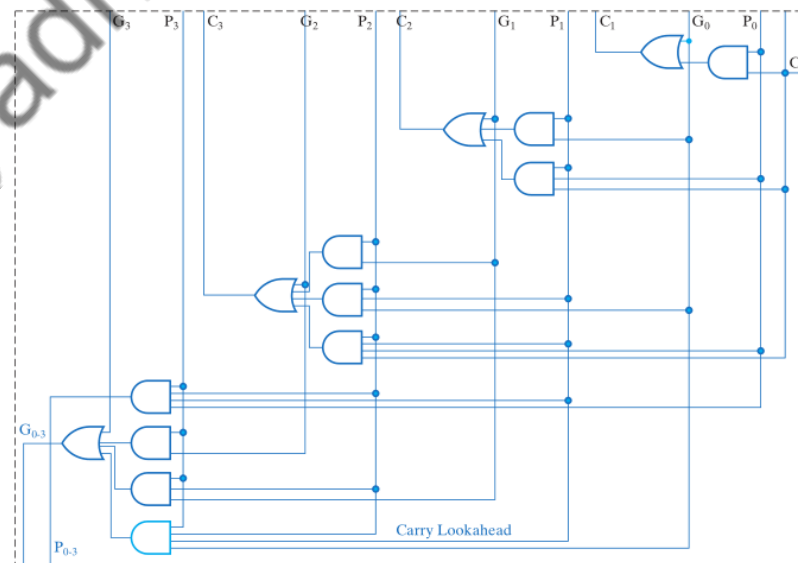 G3 P3 C3 G2 P2 C2 G1 P1 C1 G0 P0
C
G0-3
Carry Lookahead
P0-3